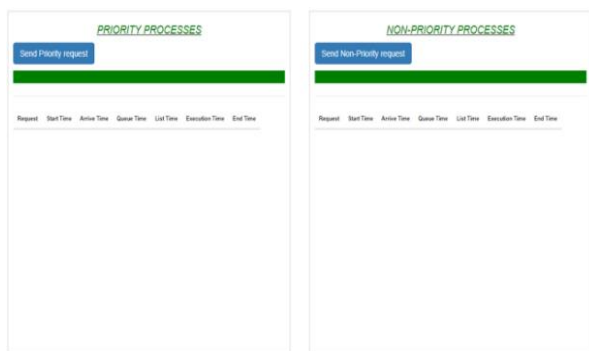 PRIORITY PROCESSES
Send Priority request
Request Start Time Arrive Time Queue Time List Time Execution Time End Time
NON-PRIORITY PROCESSES
Send Non-Priority request
Request Start Time Arrive Time Queue Time List Time Execution Time End Time